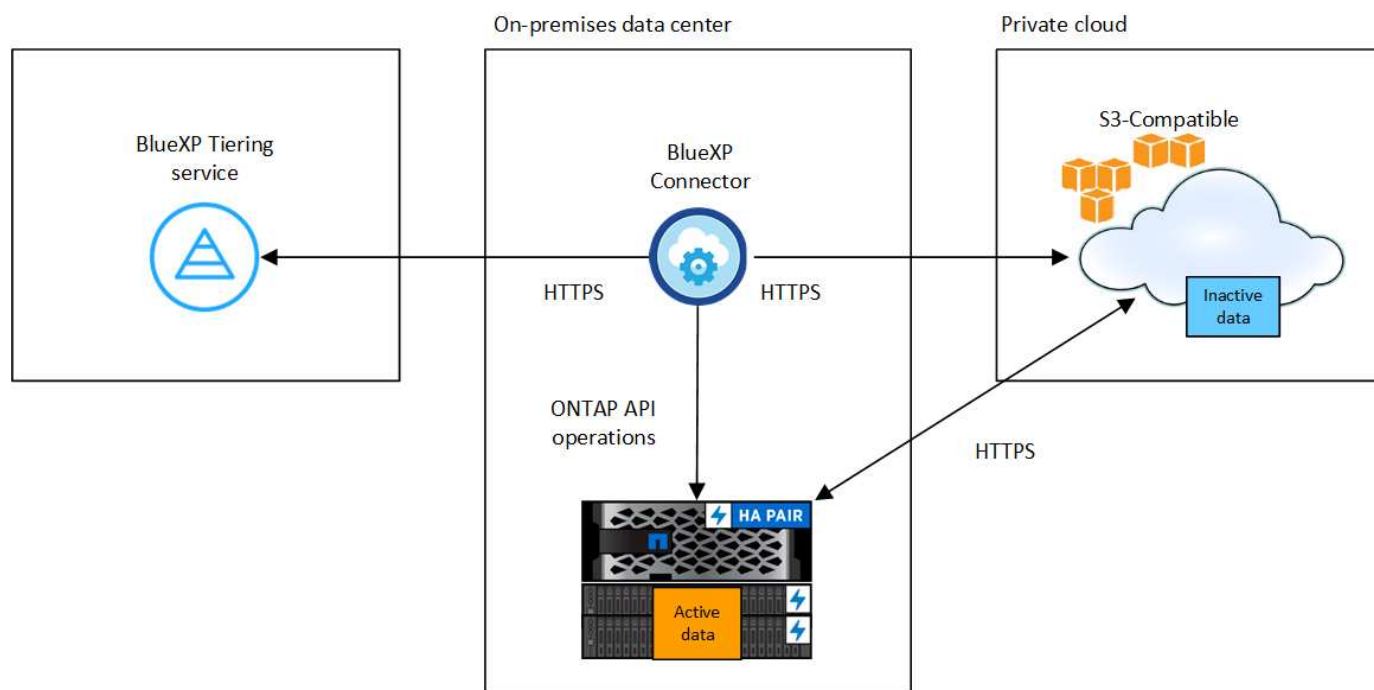 On-premises data center
Private cloud
BlueXP Tiering
service
BlueXP
Connector
S3-Compatible
HTTPS
HTTPS
Inactive
data
ONTAP API
operations
HTTPS
HA PAIR
Active
data